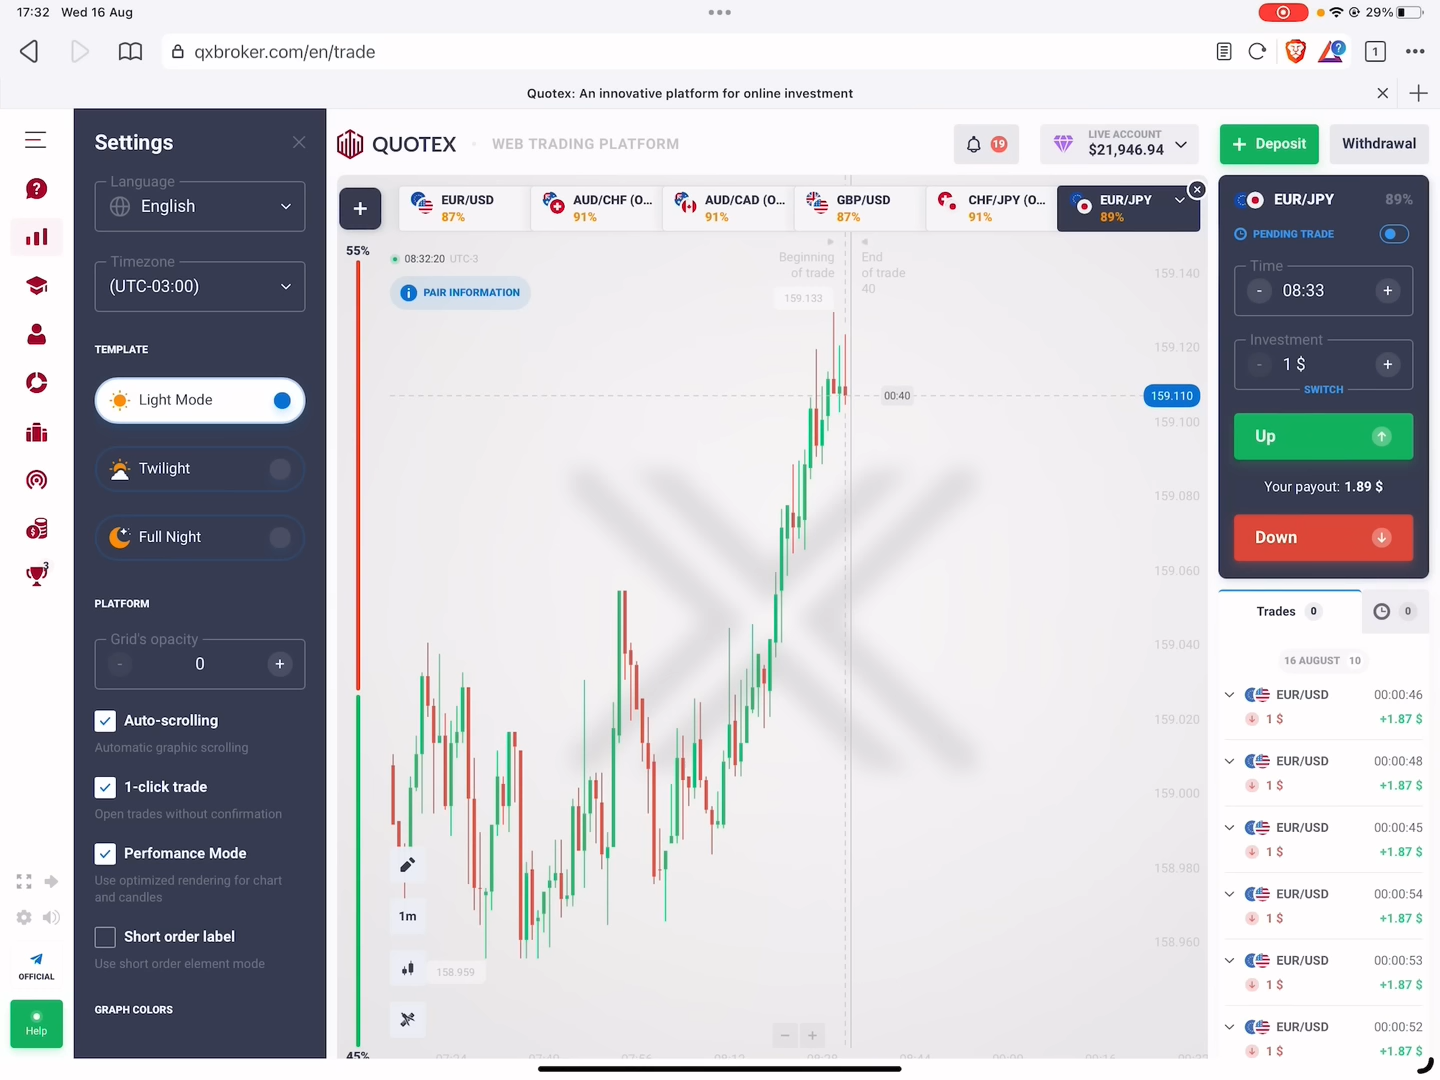 17:32 Wed 16 Aug
29%
qxbroker.com/en/trade
1
Quotex: An innovative platform for online investment
Settings
Language
English
Timezone
(UTC-03:00)
TEMPLATE
Light Mode
Twilight
Full Night
PLATFORM
Grid's opacity
- 0 +
Auto-scrolling
Automatic graphic scrolling
1-click trade
Open trades without confirmation
Perfomance Mode
Use optimized rendering for chart
and candles
Short order label
Use short order element mode
GRAPH COLORS
3
OFFICIAL
Help
QUOTEX
WEB TRADING PLATFORM
19
LIVE ACCOUNT
$21,946.94
+ Deposit
Withdrawal
+
EUR/USD
87%
AUD/CHF (O...
91%
AUD/CAD (O...
91%
GBP/USD
87%
CHF/JPY (O...
91%
EUR/JPY
89%
55%
08:32:20 UTC-3
PAIR INFORMATION
Beginning
of trade
End
of trade
40
159.133
159.140
159.120
00:40
159.110
159.100
159.080
159.060
159.040
159.020
159.000
158.980
158.960
1m
158.959
- +
45%
EUR/JPY 89%
PENDING TRADE
Time
- 08:33 +
Investment
- 1 $ +
SWITCH
Up
Your payout: 1.89 $
Down
Trades 0
0
16 AUGUST 10
EUR/USD 00:00:46
1 $ +1.87 $
EUR/USD 00:00:48
1 $ +1.87 $
EUR/USD 00:00:45
1 $ +1.87 $
EUR/USD 00:00:54
1 $ +1.87 $
EUR/USD 00:00:53
1 $ +1.87 $
EUR/USD 00:00:52
1 $ +1.87 $